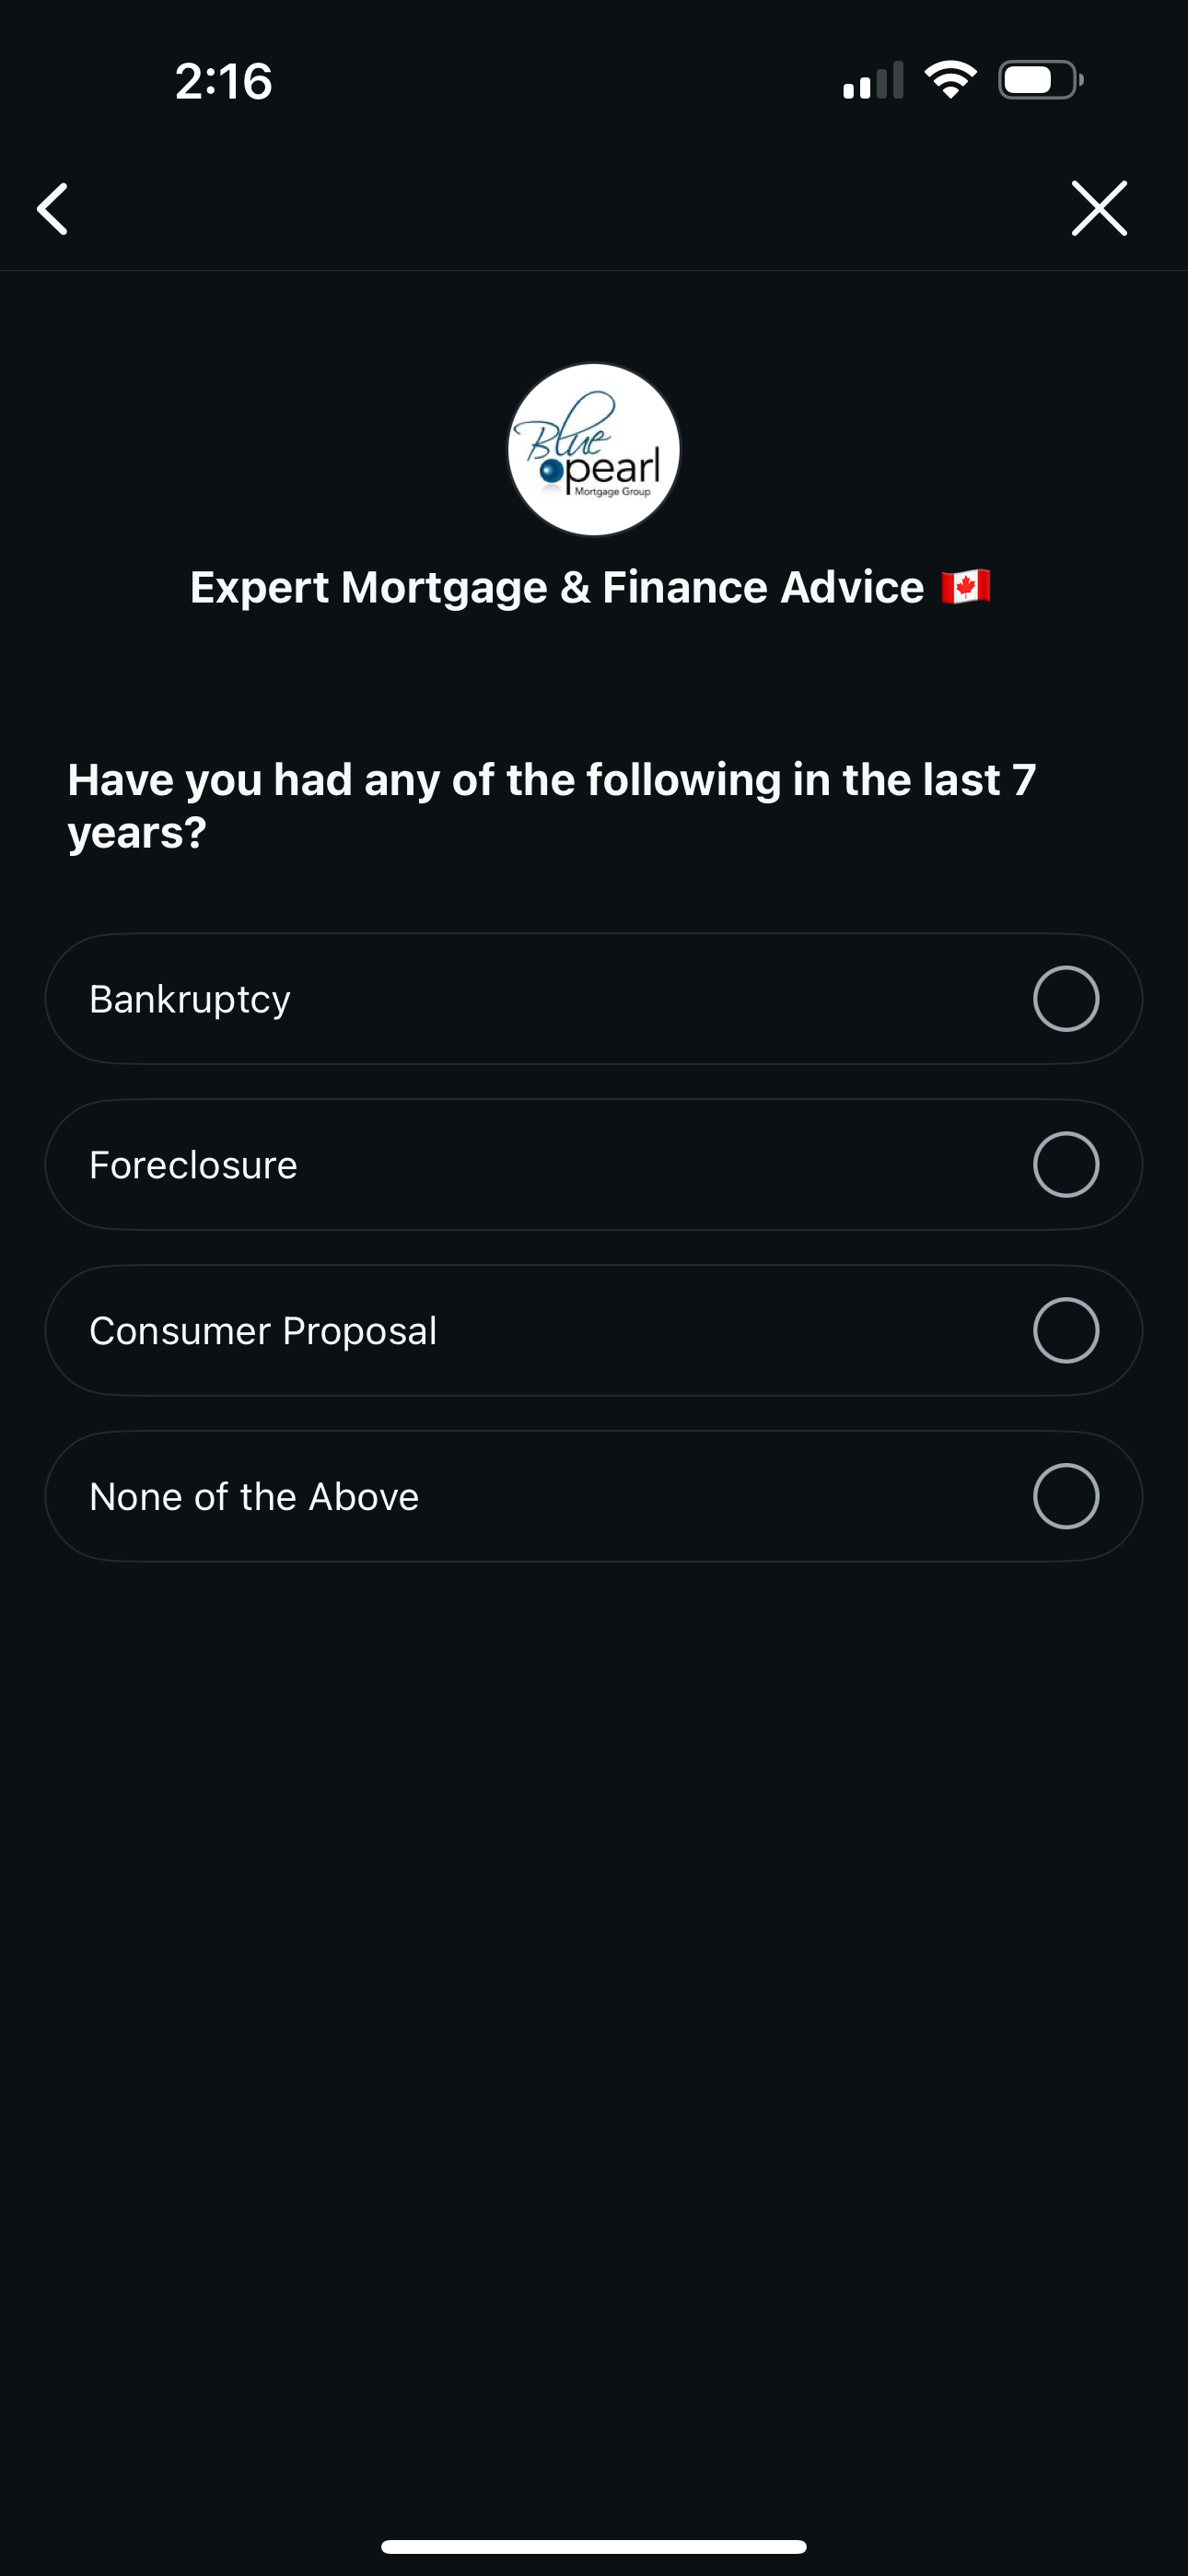 2:16
Blue
pearl
Mortgage Group
Expert Mortgage & Finance Advice 🇨🇦
Have you had any of the following in the last 7
years?
Bankruptcy
Foreclosure
Consumer Proposal
None of the Above